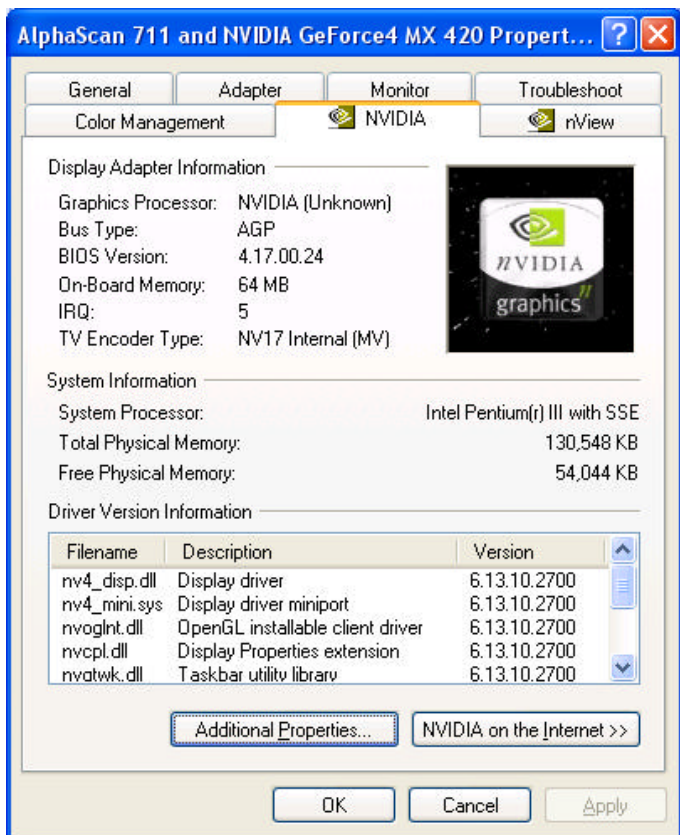 AlphaScan 711 and NVIDIA GeForce4 MX 420 Propert...
General Adapter Monitor Troubleshoot
Color Management NVIDIA nView
Display Adapter Information
Graphics Processor: NVIDIA (Unknown)
Bus Type: AGP
BIOS Version: 4.17.00.24
On-Board Memory: 64 MB
IRQ: 5
TV Encoder Type: NV17 Internal (MV)
nVIDIA
graphics n
System Information
System Processor: Intel Pentium(r) III with SSE
Total Physical Memory: 130,548 KB
Free Physical Memory: 54,044 KB
Driver Version Information
Filename Description Version
nv4_disp.dll Display driver 6.13.10.2700
nv4_mini.sys Display driver miniport 6.13.10.2700
nvoglnt.dll OpenGL installable client driver 6.13.10.2700
nvcpl.dll Display Properties extension 6.13.10.2700
nvqtwk.dll Taskbar utility library 6.13.10.2700
Additional Properties... NVIDIA on the Internet >>
OK Cancel Apply